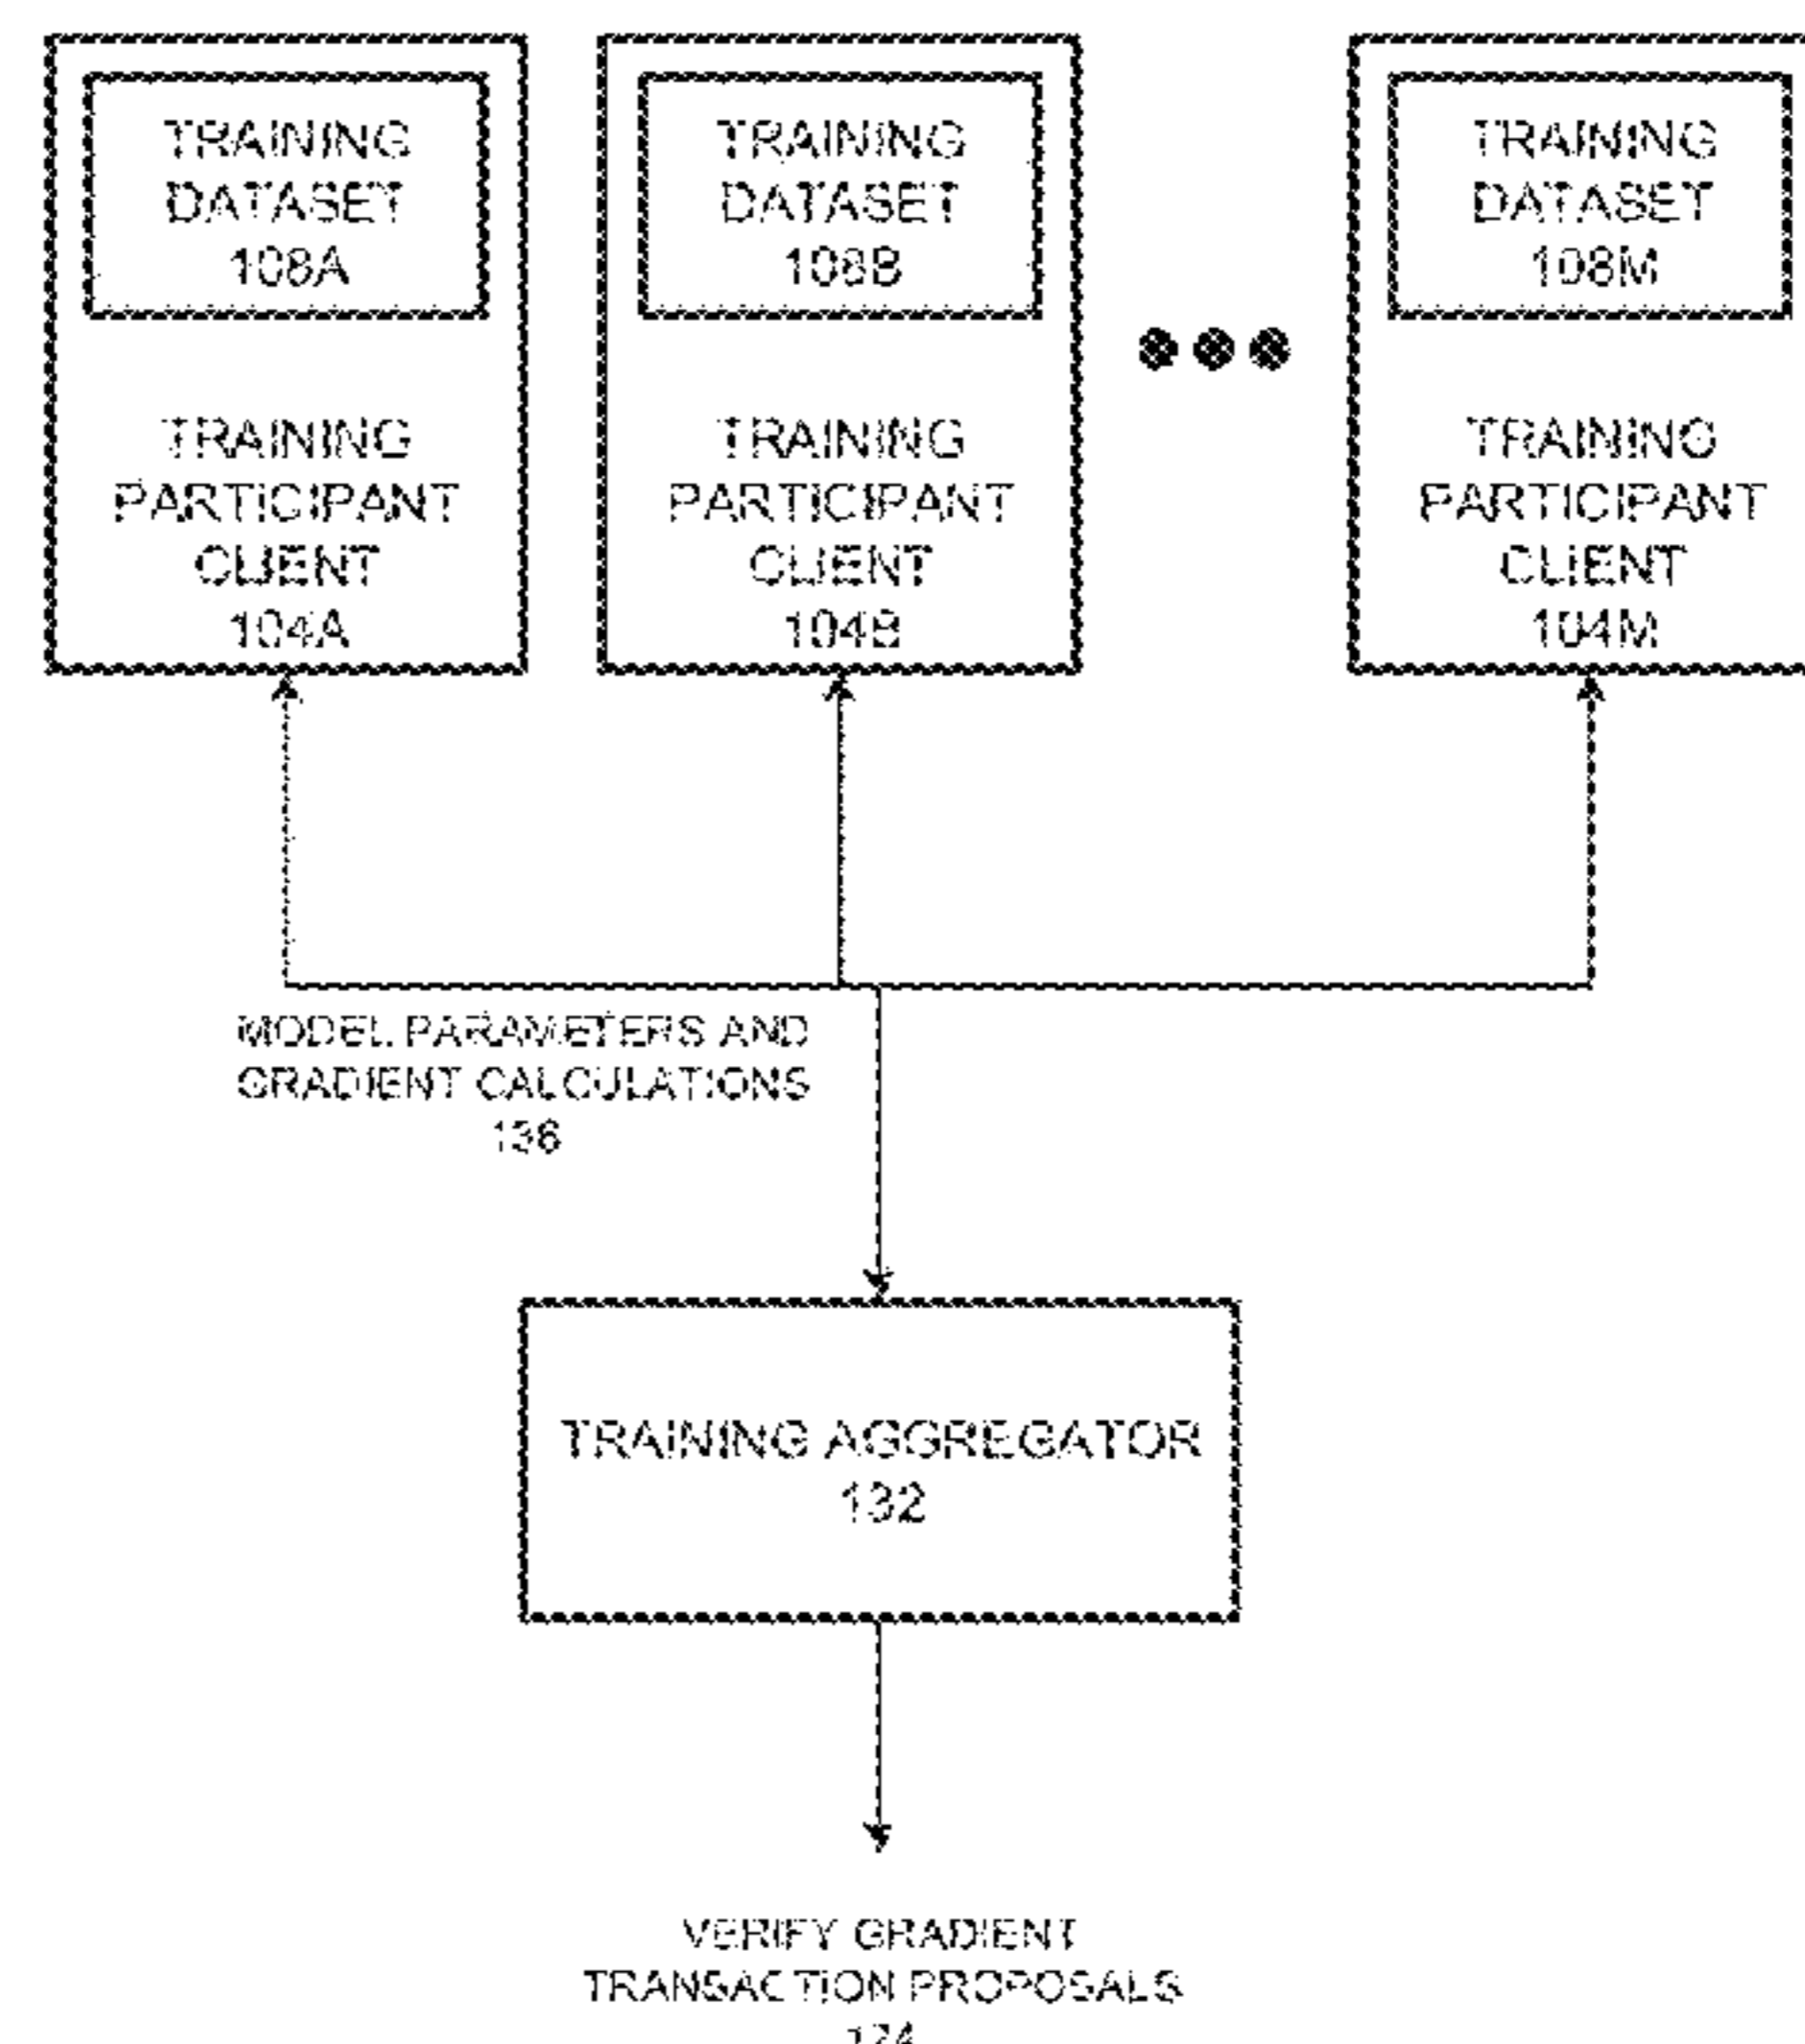 TRAINING
DATASET
108A
TRAINING
PARTICIPANT
CLIENT
104A
TRAINING
DATASET
108B
TRAINING
PARTICIPANT
CLIENT
104B
TRAINING
DATASET
108M
TRAINING
PARTICIPANT
CLIENT
104M
MODEL PARAMETERS AND
GRADIENT CALCULATIONS
136
TRAINING AGGREGATOR
132
VERIFY GRADIENT
TRANSACTION PROPOSALS